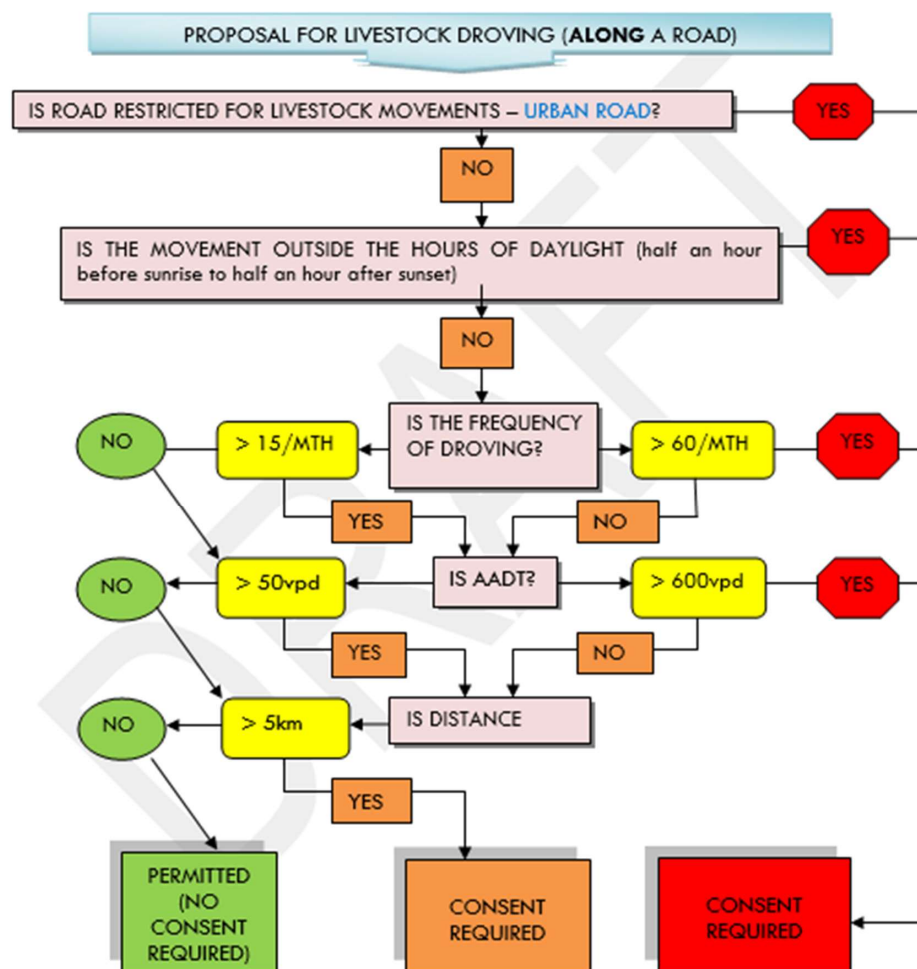 PROPOSAL FOR LIVESTOCK DROVING (ALONG A ROAD)
IS ROAD RESTRICTED FOR LIVESTOCK MOVEMENTS – URBAN ROAD?
YES
NO
IS THE MOVEMENT OUTSIDE THE HOURS OF DAYLIGHT (half an hour
before sunrise to half an hour after sunset)
YES
NO
NO
> 15/MTH
IS THE FREQUENCY
OF DROVING?
> 60/MTH
YES
YES
NO
NO
> 50vpd
IS AADT?
> 600vpd
YES
YES
NO
NO
> 5km
IS DISTANCE
YES
PERMITTED
(NO
CONSENT
REQUIRED)
CONSENT
REQUIRED
CONSENT
REQUIRED
DRAFT